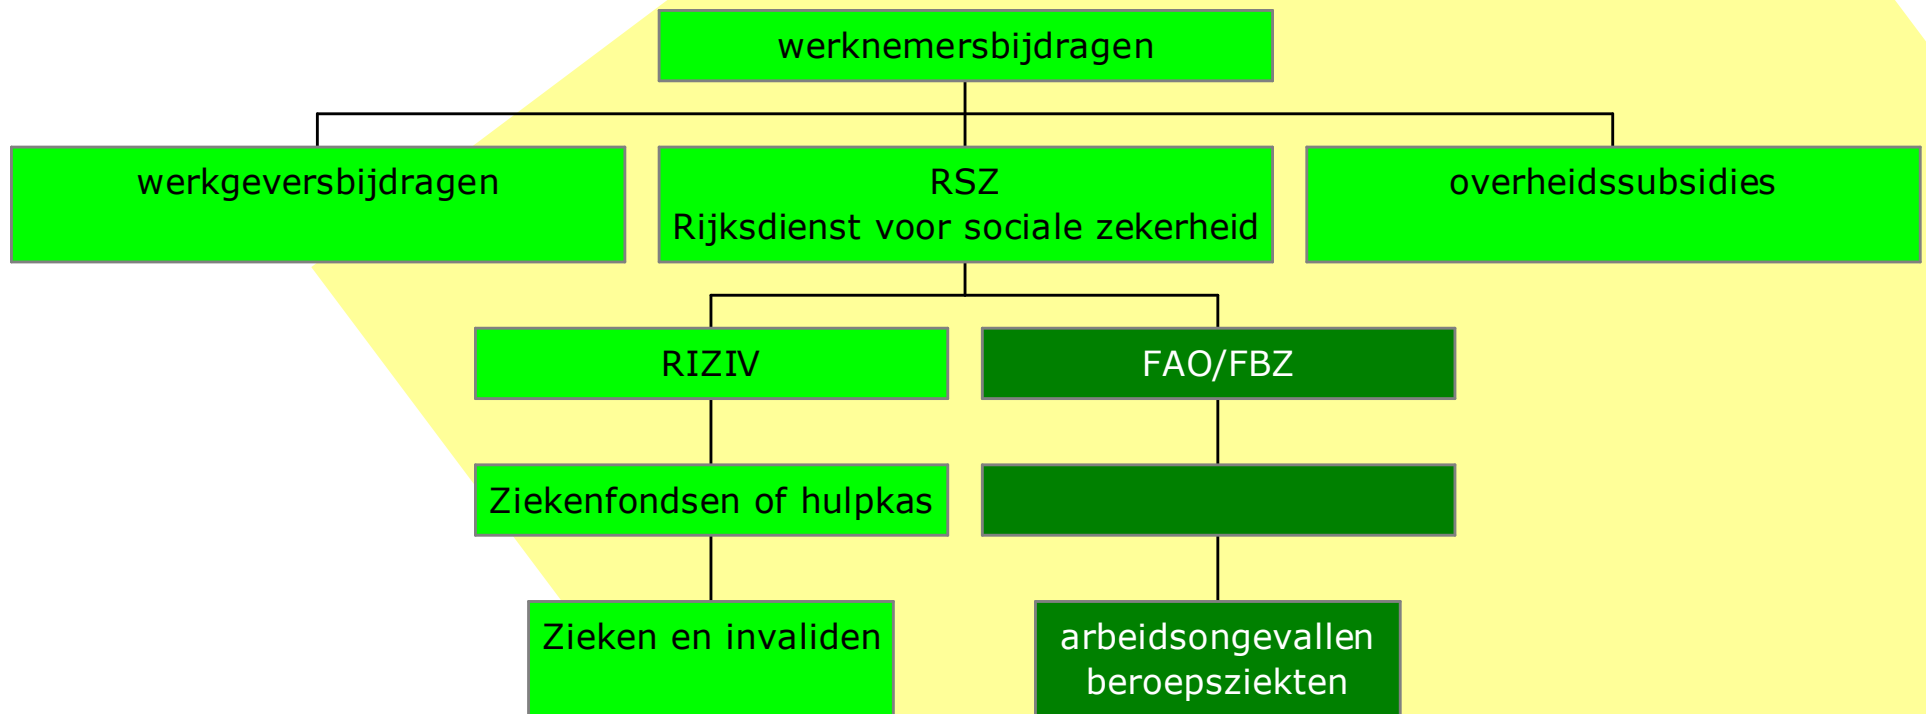 werknemersbijdragen
werkgeversbijdragen
RSZ
Rijksdienst voor sociale zekerheid
overheidssubsidies
RIZIV
FAO/FBZ
Ziekenfondsen of hulpkas
Zieken en invaliden
arbeidsongevallen
beroepsziekten